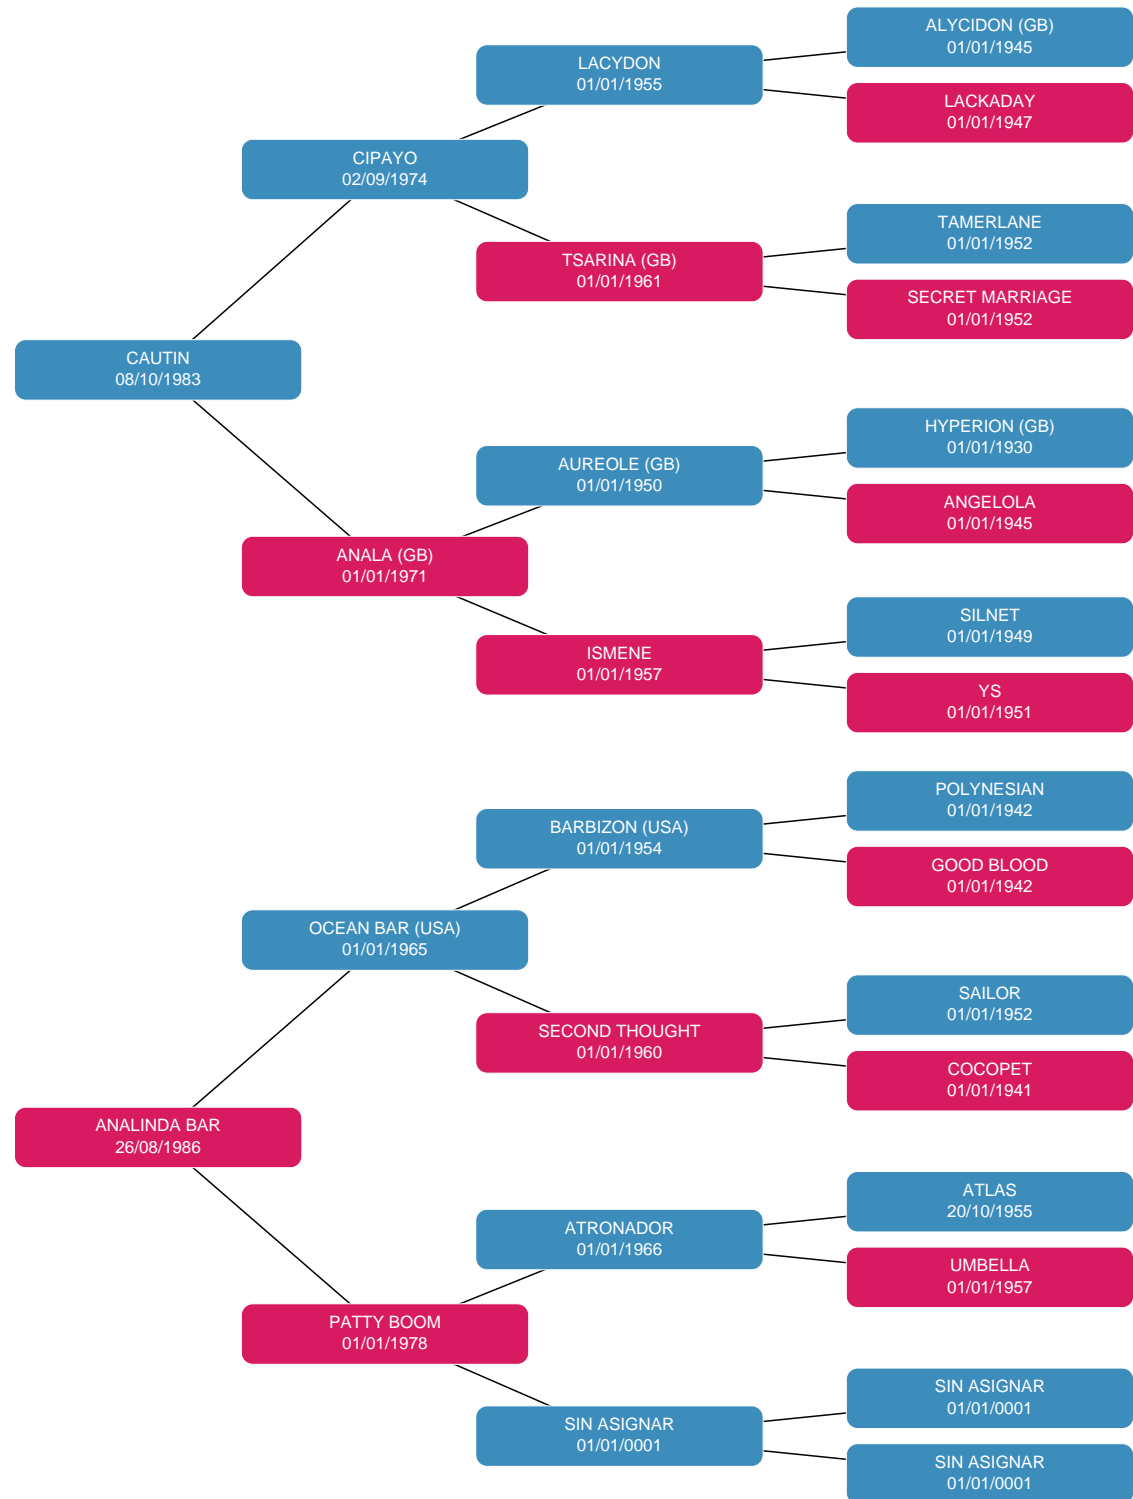 ALYCIDON (GB)
01/01/1945
LACYDON
01/01/1955
LACKADAY
01/01/1947
CIPAYO
02/09/1974
TAMERLANE
01/01/1952
TSARINA (GB)
01/01/1961
SECRET MARRIAGE
01/01/1952
CAUTIN
08/10/1983
HYPERION (GB)
01/01/1930
AUREOLE (GB)
01/01/1950
ANGELOLA
01/01/1945
ANALA (GB)
01/01/1971
SILNET
01/01/1949
ISMENE
01/01/1957
YS
01/01/1951
POLYNESIAN
01/01/1942
BARBIZON (USA)
01/01/1954
GOOD BLOOD
01/01/1942
OCEAN BAR (USA)
01/01/1965
SAILOR
01/01/1952
SECOND THOUGHT
01/01/1960
COCOPET
01/01/1941
ANALINDA BAR
26/08/1986
ATLAS
20/10/1955
ATRONADOR
01/01/1966
UMBELLA
01/01/1957
PATTY BOOM
01/01/1978
SIN ASIGNAR
01/01/0001
SIN ASIGNAR
01/01/0001
SIN ASIGNAR
01/01/0001